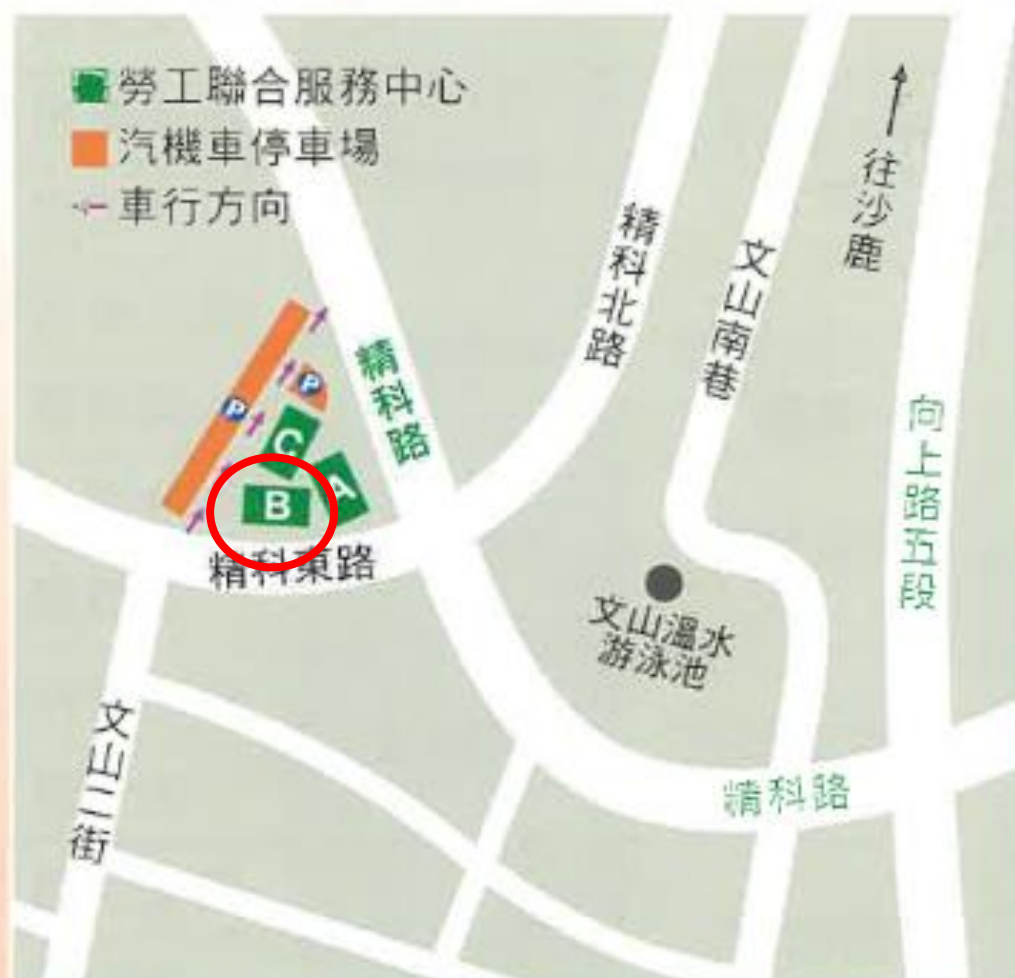 勞工聯合服務中心
汽機車停車場
車行方向
往沙鹿
精科北路
文山南巷
精科路
向上路五段
P
P
C
A
B
精科東路
文山溫水
游泳池
文山二街
精科路